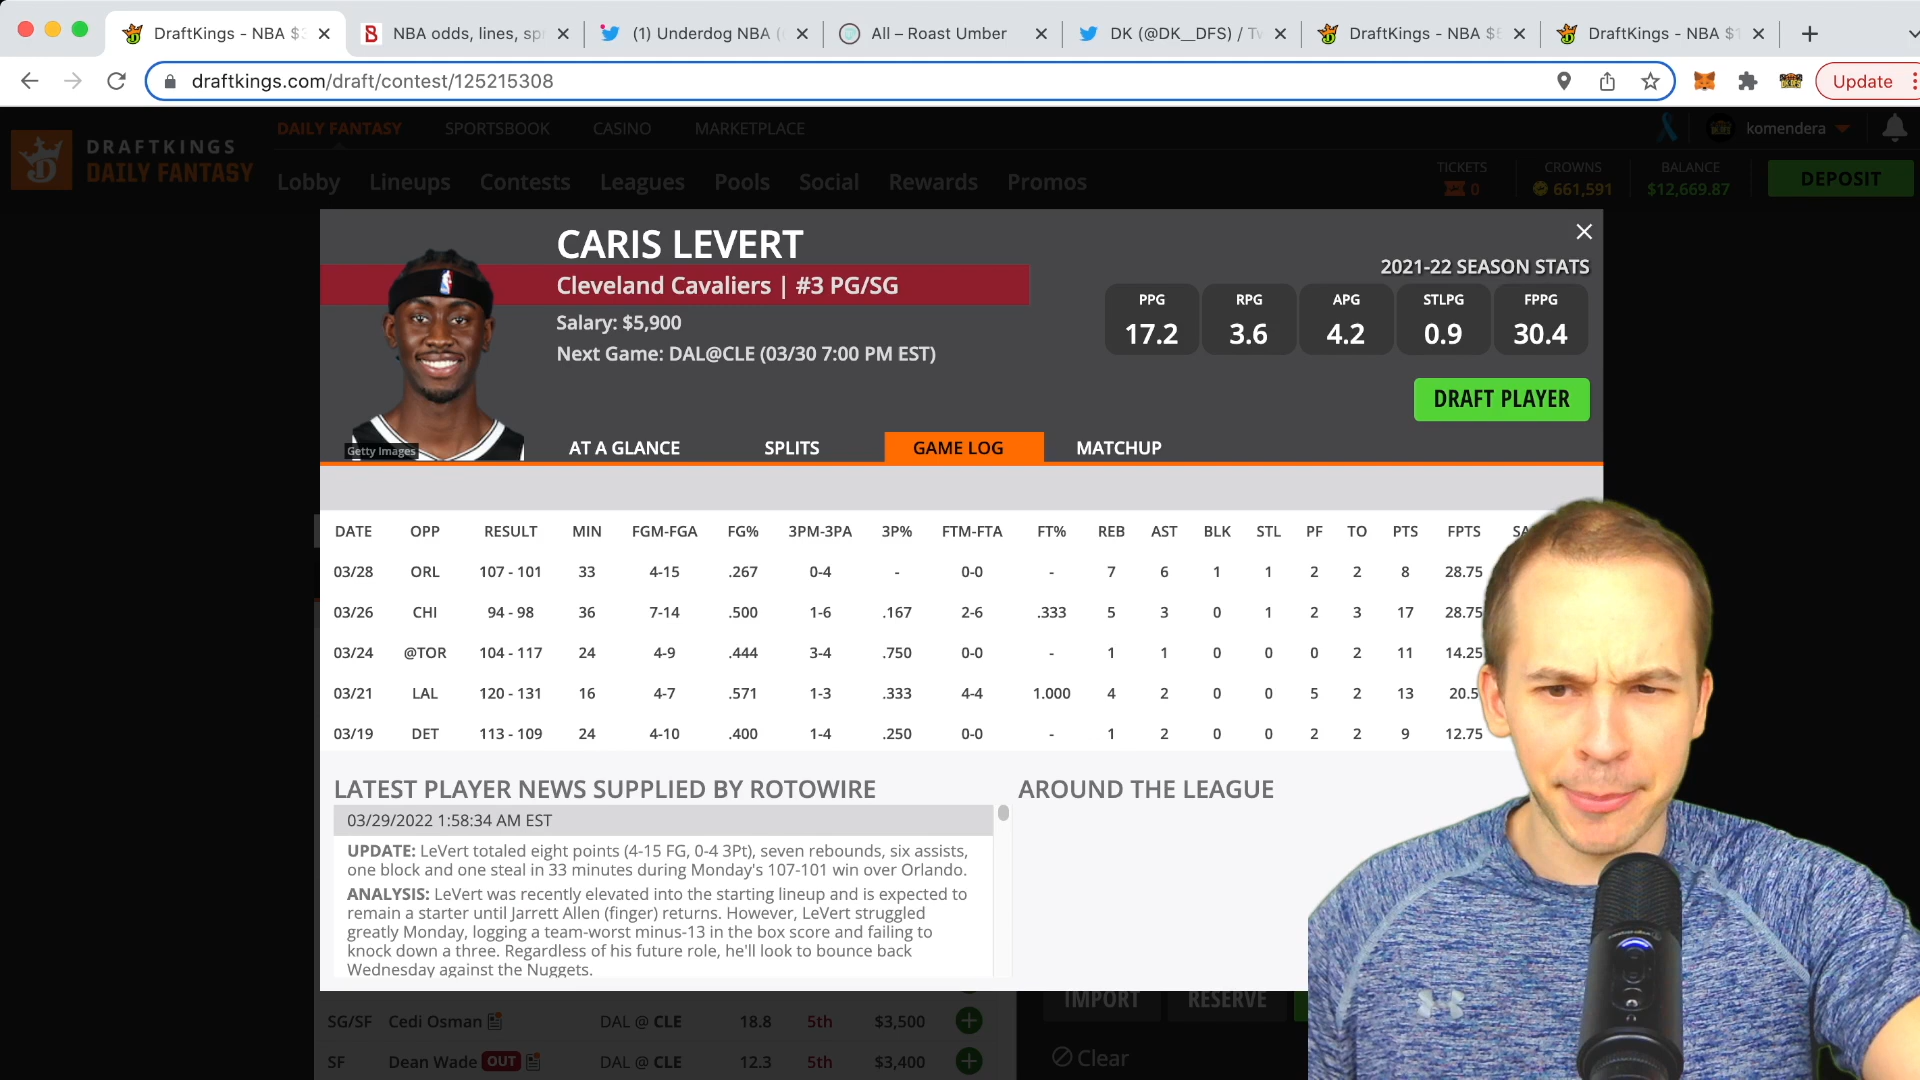 DraftKings - NBA $
NBA odds, lines, sp
(1) Underdog NBA (
All – Roast Umber
DK (@DK__DFS) / Tw
DraftKings - NBA $
DraftKings - NBA $
draftkings.com/draft/contest/125215308
Update
DRAFTKINGS
DAILY FANTASY
DAILY FANTASY SPORTSBOOK CASINO MARKETPLACE
komendera
Lobby Lineups Contests Leagues Pools Social Rewards Promos
TICKETS CROWNS BALANCE
0 661,591 $12,669.87
DEPOSIT
CARIS LEVERT
Cleveland Cavaliers | #3 PG/SG
Salary: $5,900
Next Game: DAL@CLE (03/30 7:00 PM EST)
2021-22 SEASON STATS
PPG RPG APG STLPG FPPG
17.2 3.6 4.2 0.9 30.4
DRAFT PLAYER
Getty Images
AT A GLANCE SPLITS GAME LOG MATCHUP
DATE OPP RESULT MIN FGM-FGA FG% 3PM-3PA 3P% FTM-FTA FT% REB AST BLK STL PF TO PTS FPTS SA
03/28 ORL 107 - 101 33 4-15 .267 0-4 - 0-0 - 7 6 1 1 2 2 8 28.75
03/26 CHI 94 - 98 36 7-14 .500 1-6 .167 2-6 .333 5 3 0 1 2 3 17 28.75
03/24 @TOR 104 - 117 24 4-9 .444 3-4 .750 0-0 - 1 1 0 0 0 2 11 14.25
03/21 LAL 120 - 131 16 4-7 .571 1-3 .333 4-4 1.000 4 2 0 0 5 2 13 20.5
03/19 DET 113 - 109 24 4-10 .400 1-4 .250 0-0 - 1 2 0 0 2 2 9 12.75
LATEST PLAYER NEWS SUPPLIED BY ROTOWIRE
AROUND THE LEAGUE
03/29/2022 1:58:34 AM EST
UPDATE: LeVert totaled eight points (4-15 FG, 0-4 3Pt), seven rebounds, six assists,
one block and one steal in 33 minutes during Monday's 107-101 win over Orlando.
ANALYSIS: LeVert was recently elevated into the starting lineup and is expected to
remain a starter until Jarrett Allen (finger) returns. However, LeVert struggled
greatly Monday, logging a team-worst minus-13 in the box score and failing to
knock down a three. Regardless of his future role, he'll look to bounce back
Wednesday against the Nuggets.
IMPORT RESERVE
SG/SF Cedi Osman DAL @ CLE 18.8 5th $3,500
SF Dean Wade OUT DAL @ CLE 12.3 5th $3,400
Clear